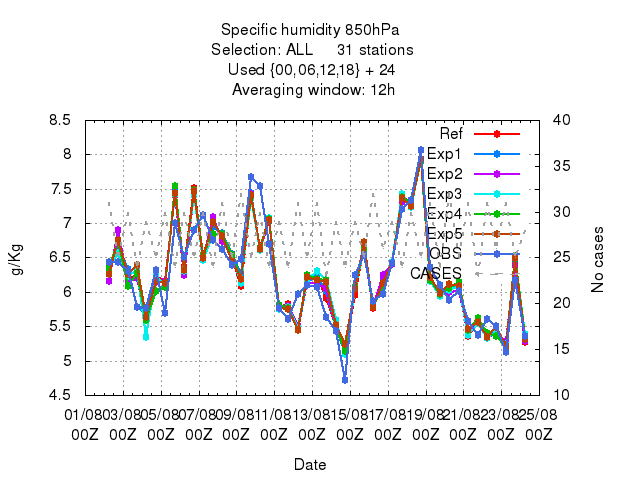 Specific humidity 850hPa
Selection: ALL 31 stations
Used {00,06,12,18} + 24
Averaging window: 12h
8.5
8
7.5
7
6.5
6
5.5
5
4.5
g/Kg
40
35
30
25
20
15
10
No cases
Ref
Exp1
Exp2
Exp3
Exp4
Exp5
OBS
CASES
01/08 03/08 05/08 07/08 09/08 11/08 13/08 15/08 17/08 19/08 21/08 23/08 25/08
00Z 00Z 00Z 00Z 00Z 00Z 00Z 00Z 00Z 00Z 00Z 00Z 00Z
Date